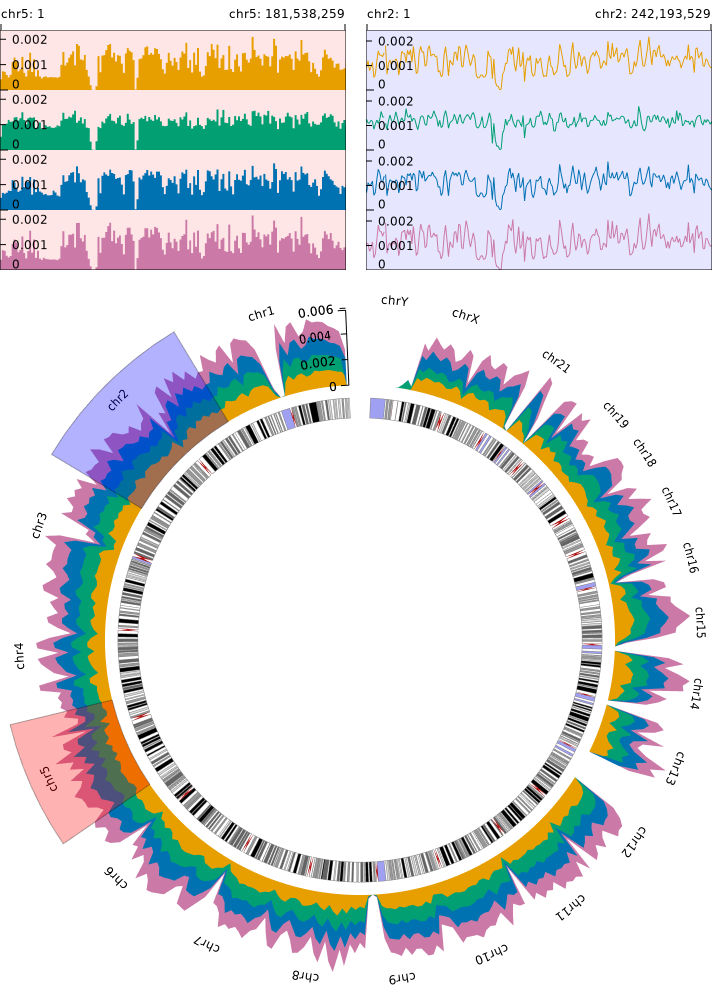 chr5: 1 chr5: 181,538,259 chr2: 1 chr2: 242,193,529
0.002 0.002
0.001 0.001
0 0
0.002 0.002
0.001 0.001
0 0
0.002 0.002
0.001 0.001
0 0
0.002 0.002
0.001 0.001
0 0
chrY
chr1 0.006 chrX
0.004
0.002
0
chr21
chr2
chr19
chr18
chr3
chr17
chr16
chr15
chr4
chr14
chr5
chr13
chr12
chr6
chr11
chr7
chr10
chr8
chr9